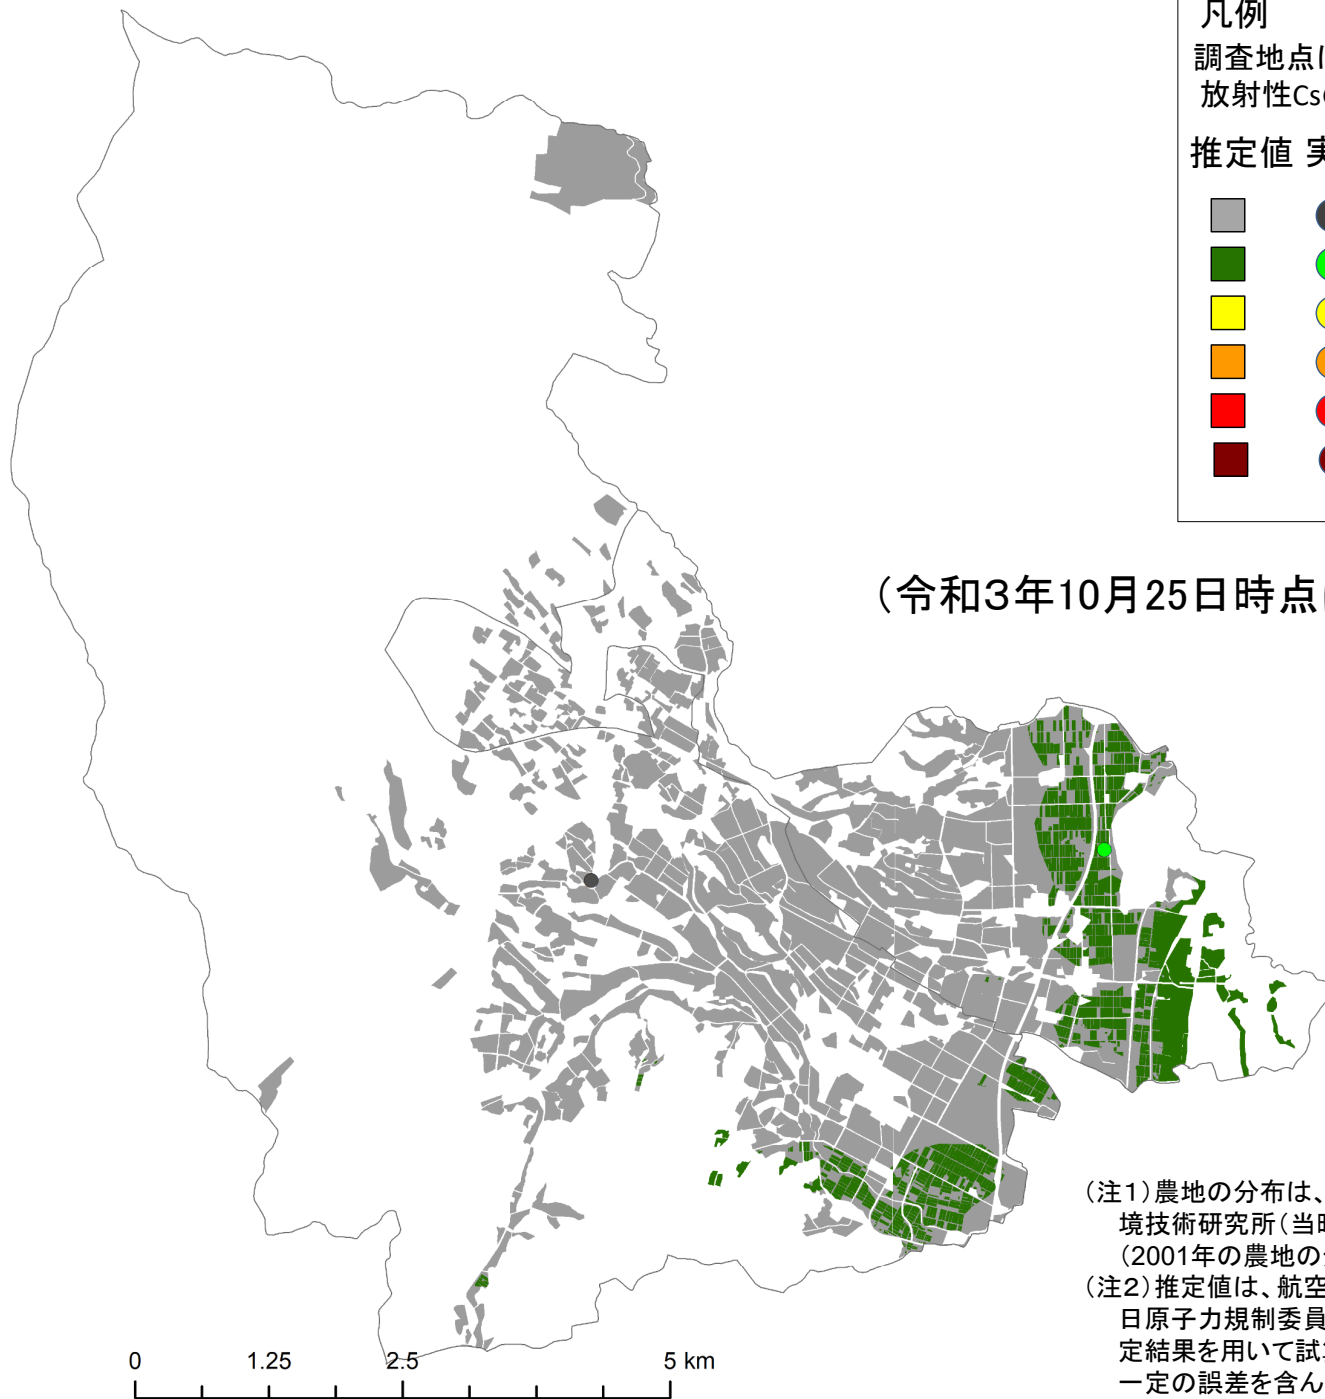 凡例
調査地点
放射性Cs
推定値 実
（令和3年10月25日時点
（注1）農地の分布は、
境技術研究所（当時
（2001年の農地の
（注2）推定値は、航空
日原子力規制委員
定結果を用いて試算
一定の誤差を含ん
0 1.25 2.5 5 km